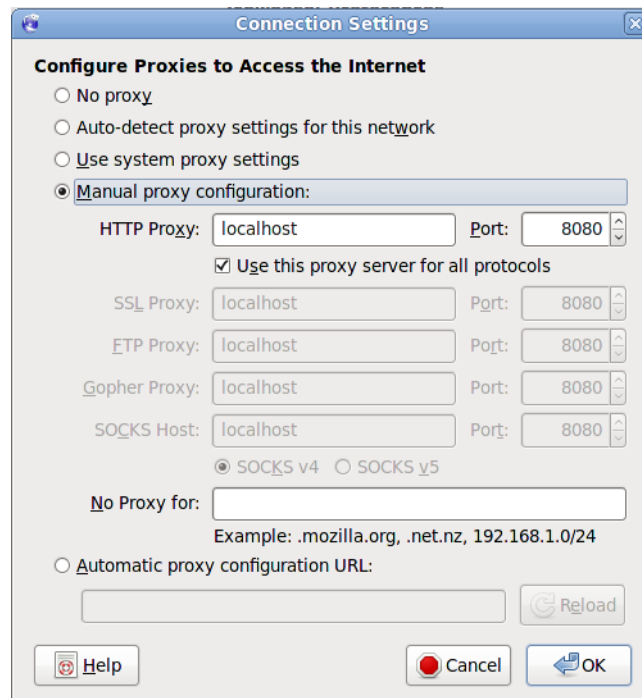 Connection Settings
Configure Proxies to Access the Internet
No proxy
Auto-detect proxy settings for this network
Use system proxy settings
Manual proxy configuration:
HTTP Proxy: localhost Port: 8080
Use this proxy server for all protocols
SSL Proxy: localhost Port: 8080
FTP Proxy: localhost Port: 8080
Gopher Proxy: localhost Port: 8080
SOCKS Host: localhost Port: 8080
SOCKS v4 SOCKS v5
No Proxy for:
Example: .mozilla.org, .net.nz, 192.168.1.0/24
Automatic proxy configuration URL:
Reload
Help Cancel OK